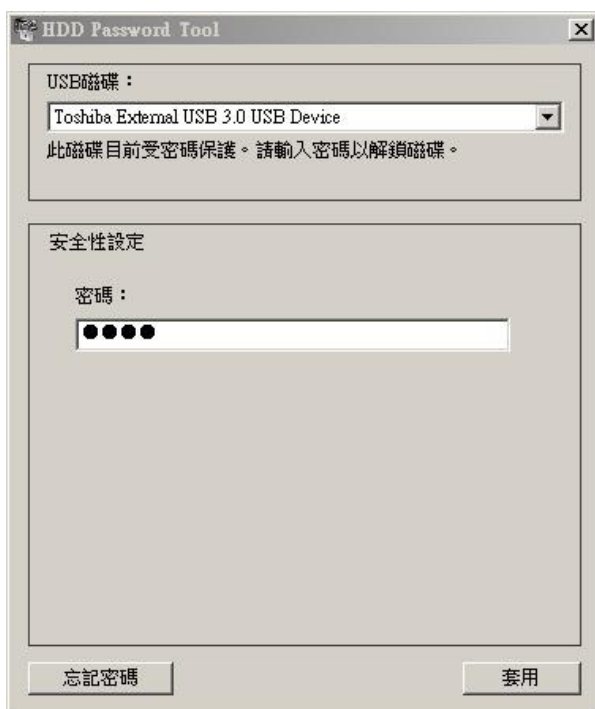 HDD Password Tool
USB磁碟：
Toshiba External USB 3.0 USB Device
此磁碟目前受密碼保護。請輸入密碼以解鎖磁碟。
安全性設定
密碼：
●●●●
忘記密碼
套用